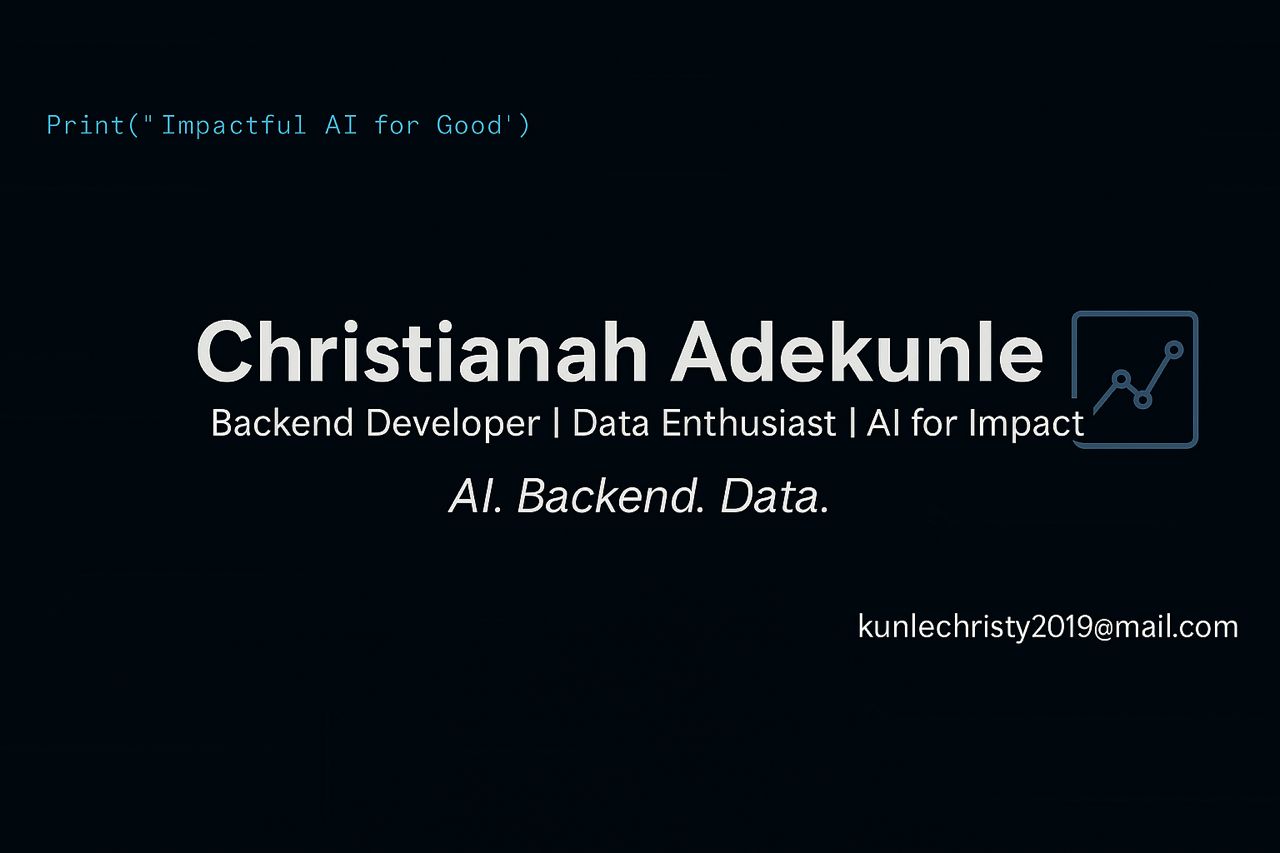 Print("Impactful AI for Good')
Christianah Adekunle
Backend Developer | Data Enthusiast | AI for Impact
AI. Backend. Data.
kunlechristy2019@mail.com